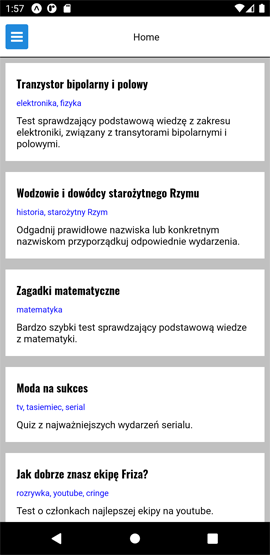 1:57
Home
Tranzystor bipolarny i polowy
elektronika, fizyka
Test sprawdzający podstawową wiedzę z zakresu
elektroniki, związany z transytorami bipolarnymi i
polowymi.
Wodzowie i dowódcy starożytnego Rzymu
historia, starożytny Rzym
Odgadnij prawidłowe nazwiska lub konkretnym
nazwiskom przyporządkuj odpowiednie wydarzenia.
Zagadki matematyczne
matematyka
Bardzo szybki test sprawdzający podstawową wiedze
z matematyki.
Moda na sukces
tv, tasiemiec, serial
Quiz z najważniejszych wydarzeń serialu.
Jak dobrze znasz ekipę Friza?
rozrywka, youtube, cringe
Test o członkach najlepszej ekipy na youtube.